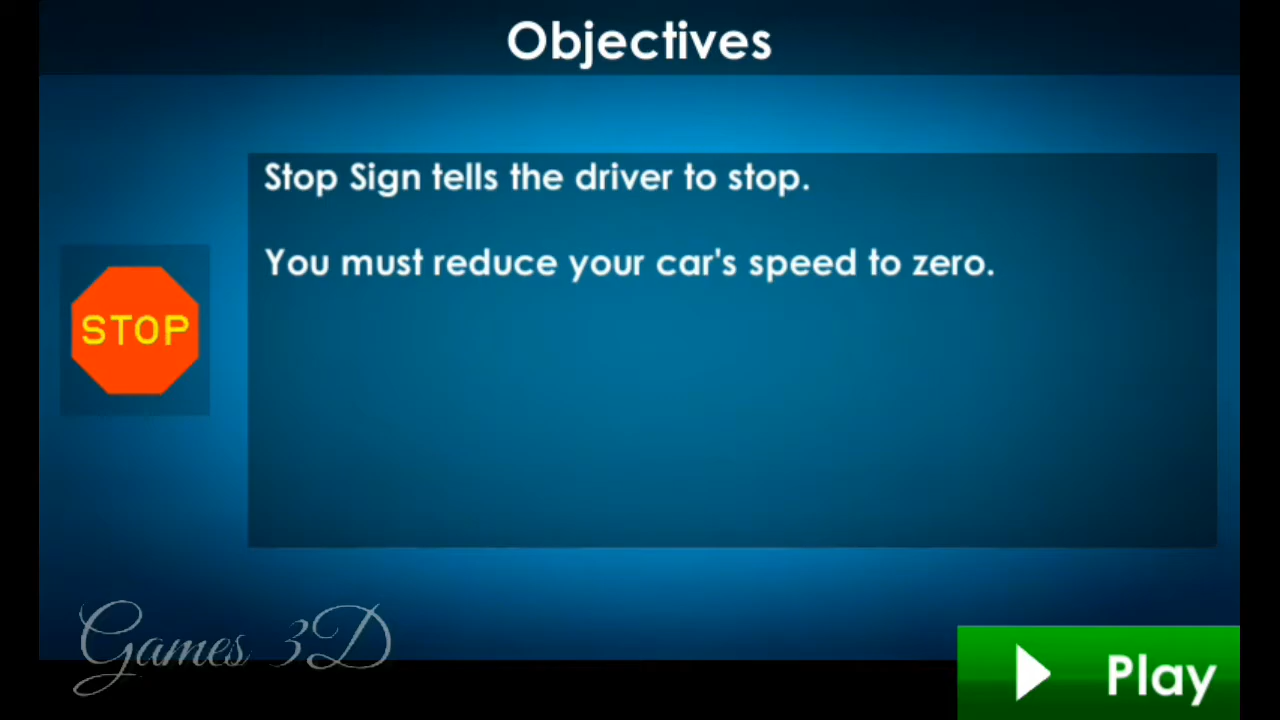 Objectives
Stop Sign tells the driver to stop.
You must reduce your car's speed to zero.
STOP
Games 3D
Play